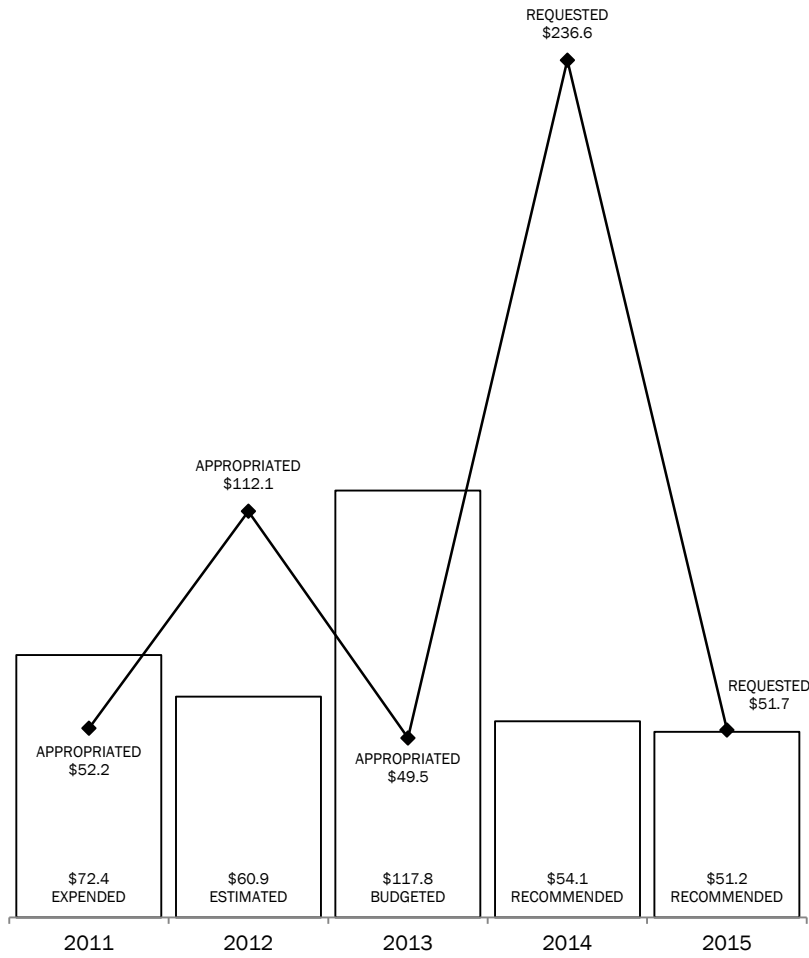 REQUESTED
$236.6
APPROPRIATED
$112.1
REQUESTED
$51.7
APPROPRIATED
$52.2
APPROPRIATED
$49.5
$72.4
EXPENDED
$60.9
ESTIMATED
$117.8
BUDGETED
$54.1
RECOMMENDED
$51.2
RECOMMENDED
2011
2012
2013
2014
2015